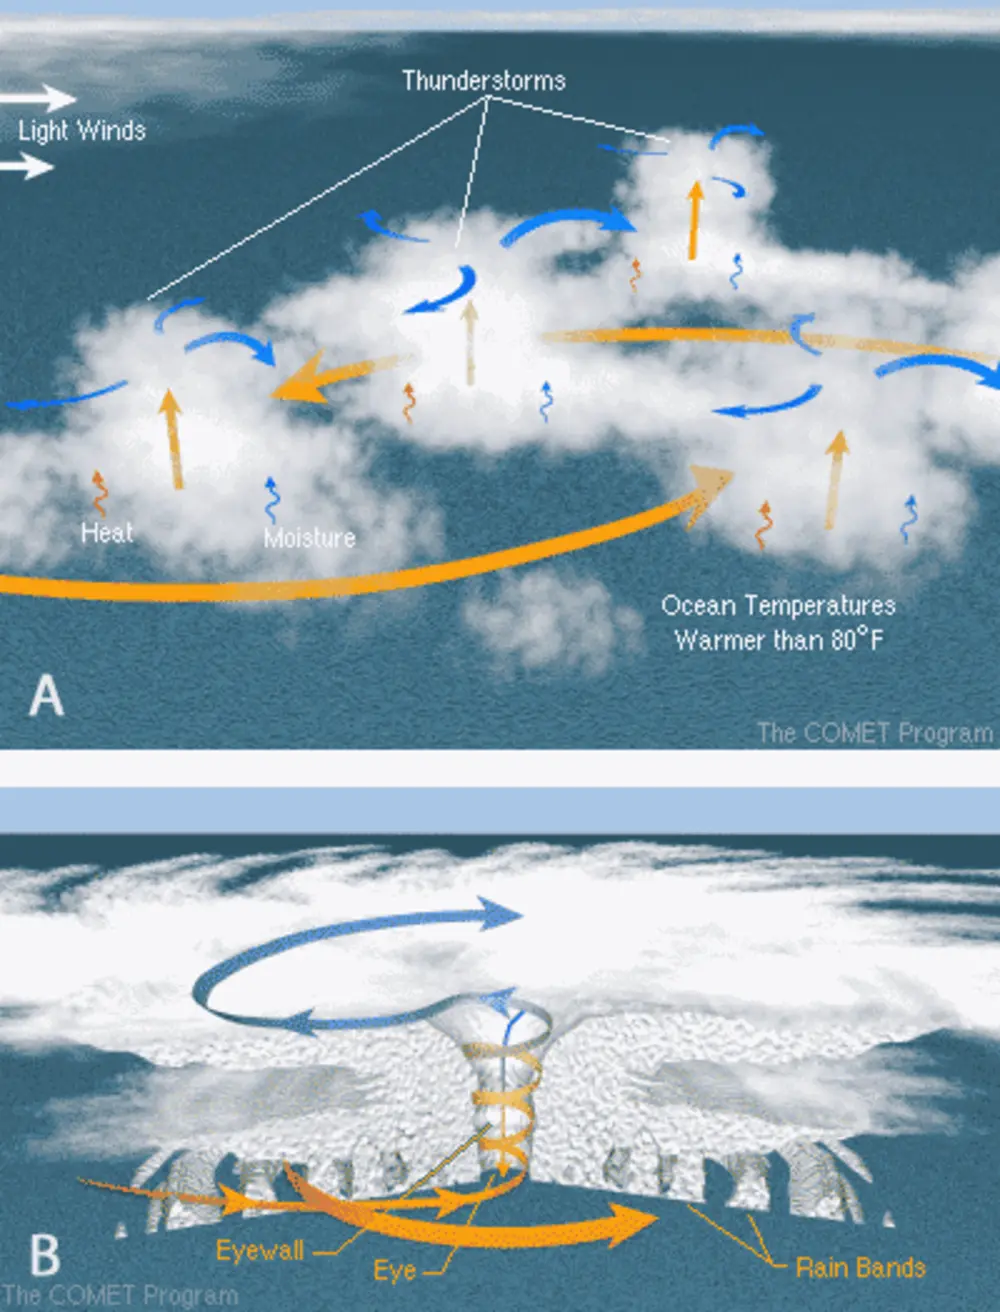 Thunderstorms
Light Winds
Heat
Moisture
Ocean Temperatures
Warmer than 80°F
A
The COMET Program
Eyewall
Eye
Rain Bands
B
The COMET Program